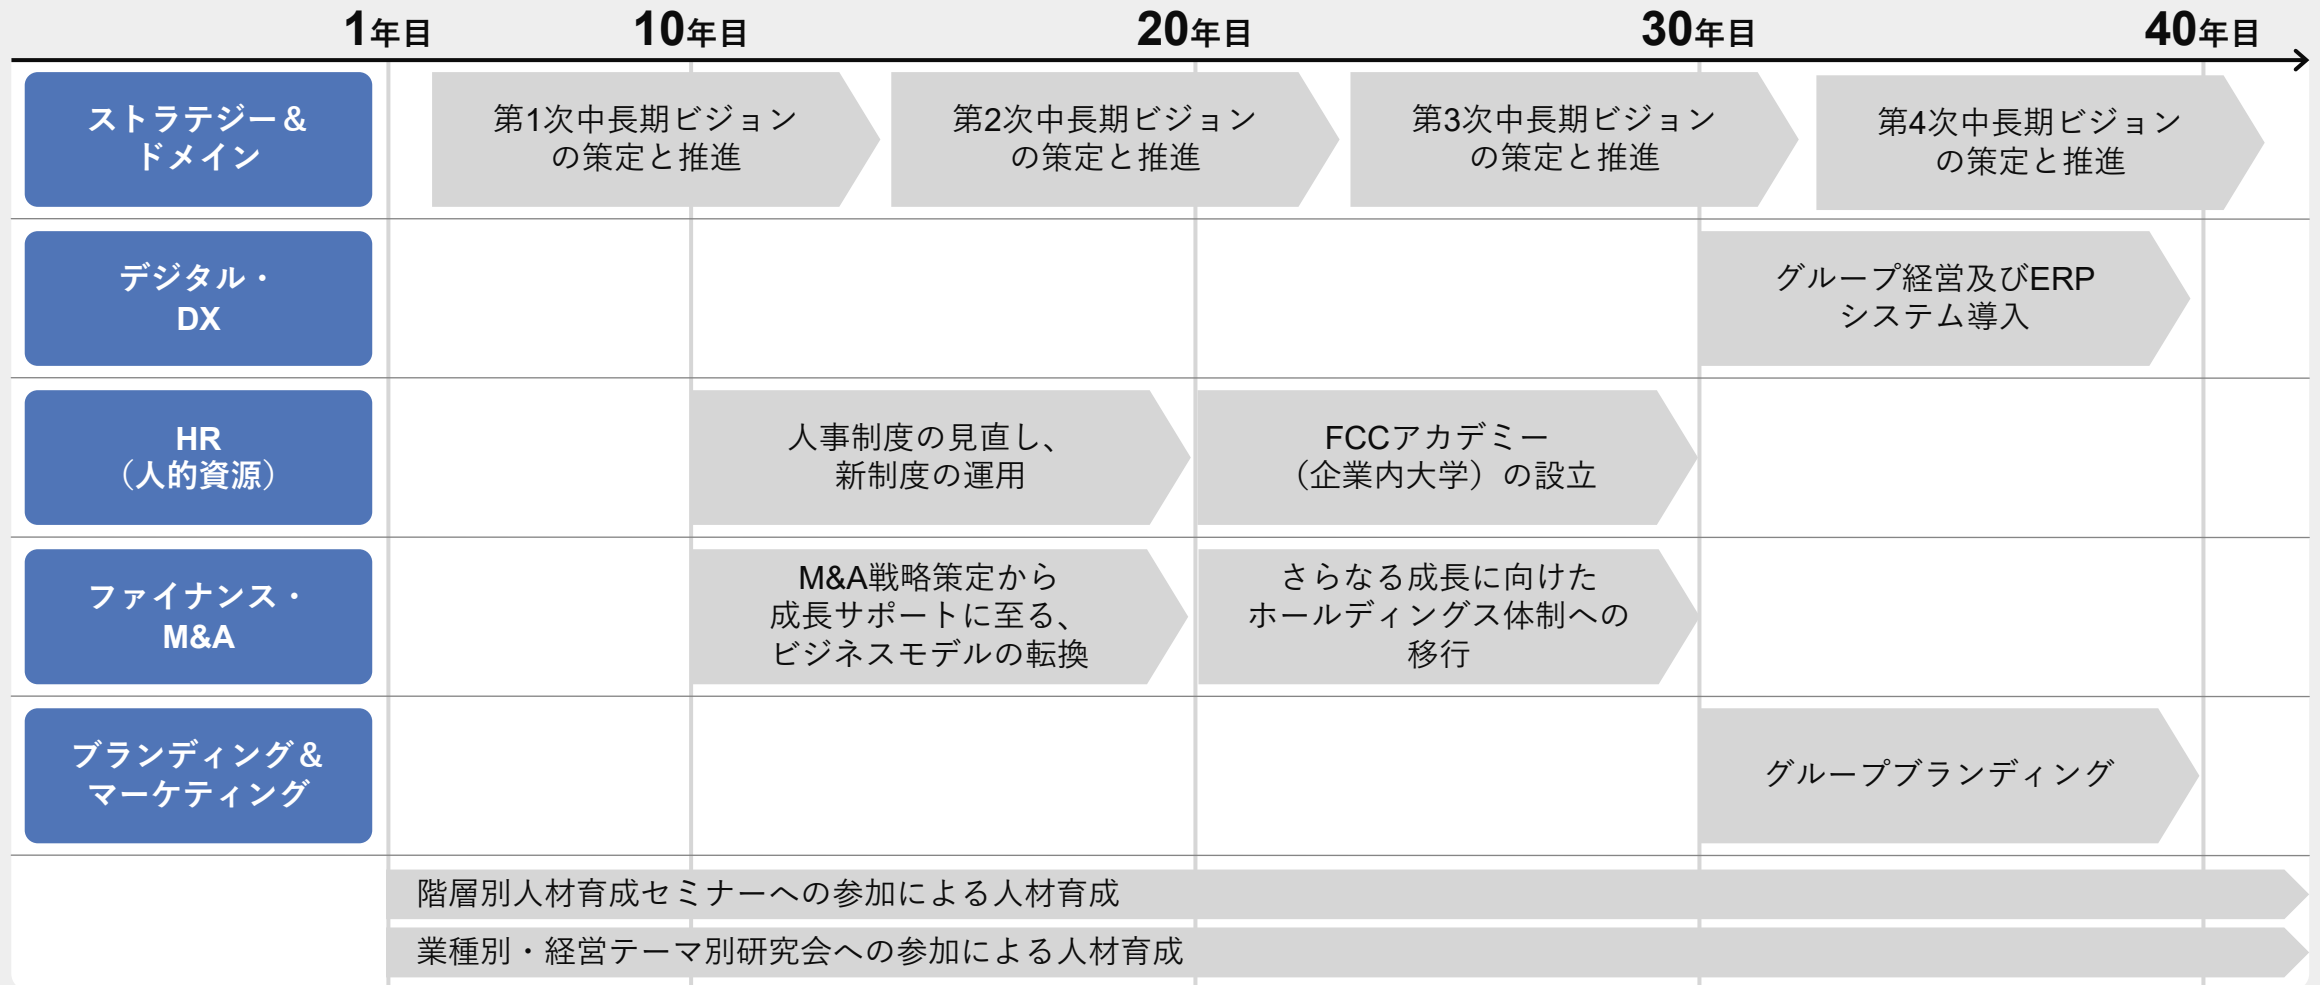 1年目
10年目
20年目
30年目
40年目
ストラテジー＆
ドメイン
第1次中長期ビジョン
の策定と推進
第2次中長期ビジョン
の策定と推進
第3次中長期ビジョン
の策定と推進
第4次中長期ビジョン
の策定と推進
デジタル・
DX
グループ経営及びERP
システム導入
HR
（人的資源）
人事制度の見直し、
新制度の運用
FCCアカデミー
（企業内大学）の設立
ファイナンス・
M&A
M&A戦略策定から
成長サポートに至る、
ビジネスモデルの転換
さらなる成長に向けた
ホールディングス体制への
移行
ブランディング＆
マーケティング
グループブランディング
階層別人材育成セミナーへの参加による人材育成
業種別・経営テーマ別研究会への参加による人材育成